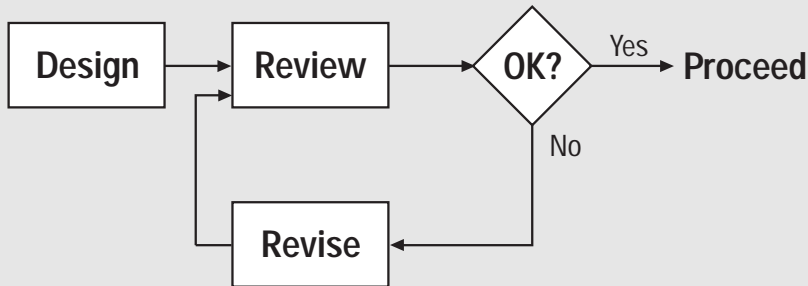 Design
Review
OK?
Yes
Proceed
No
Revise